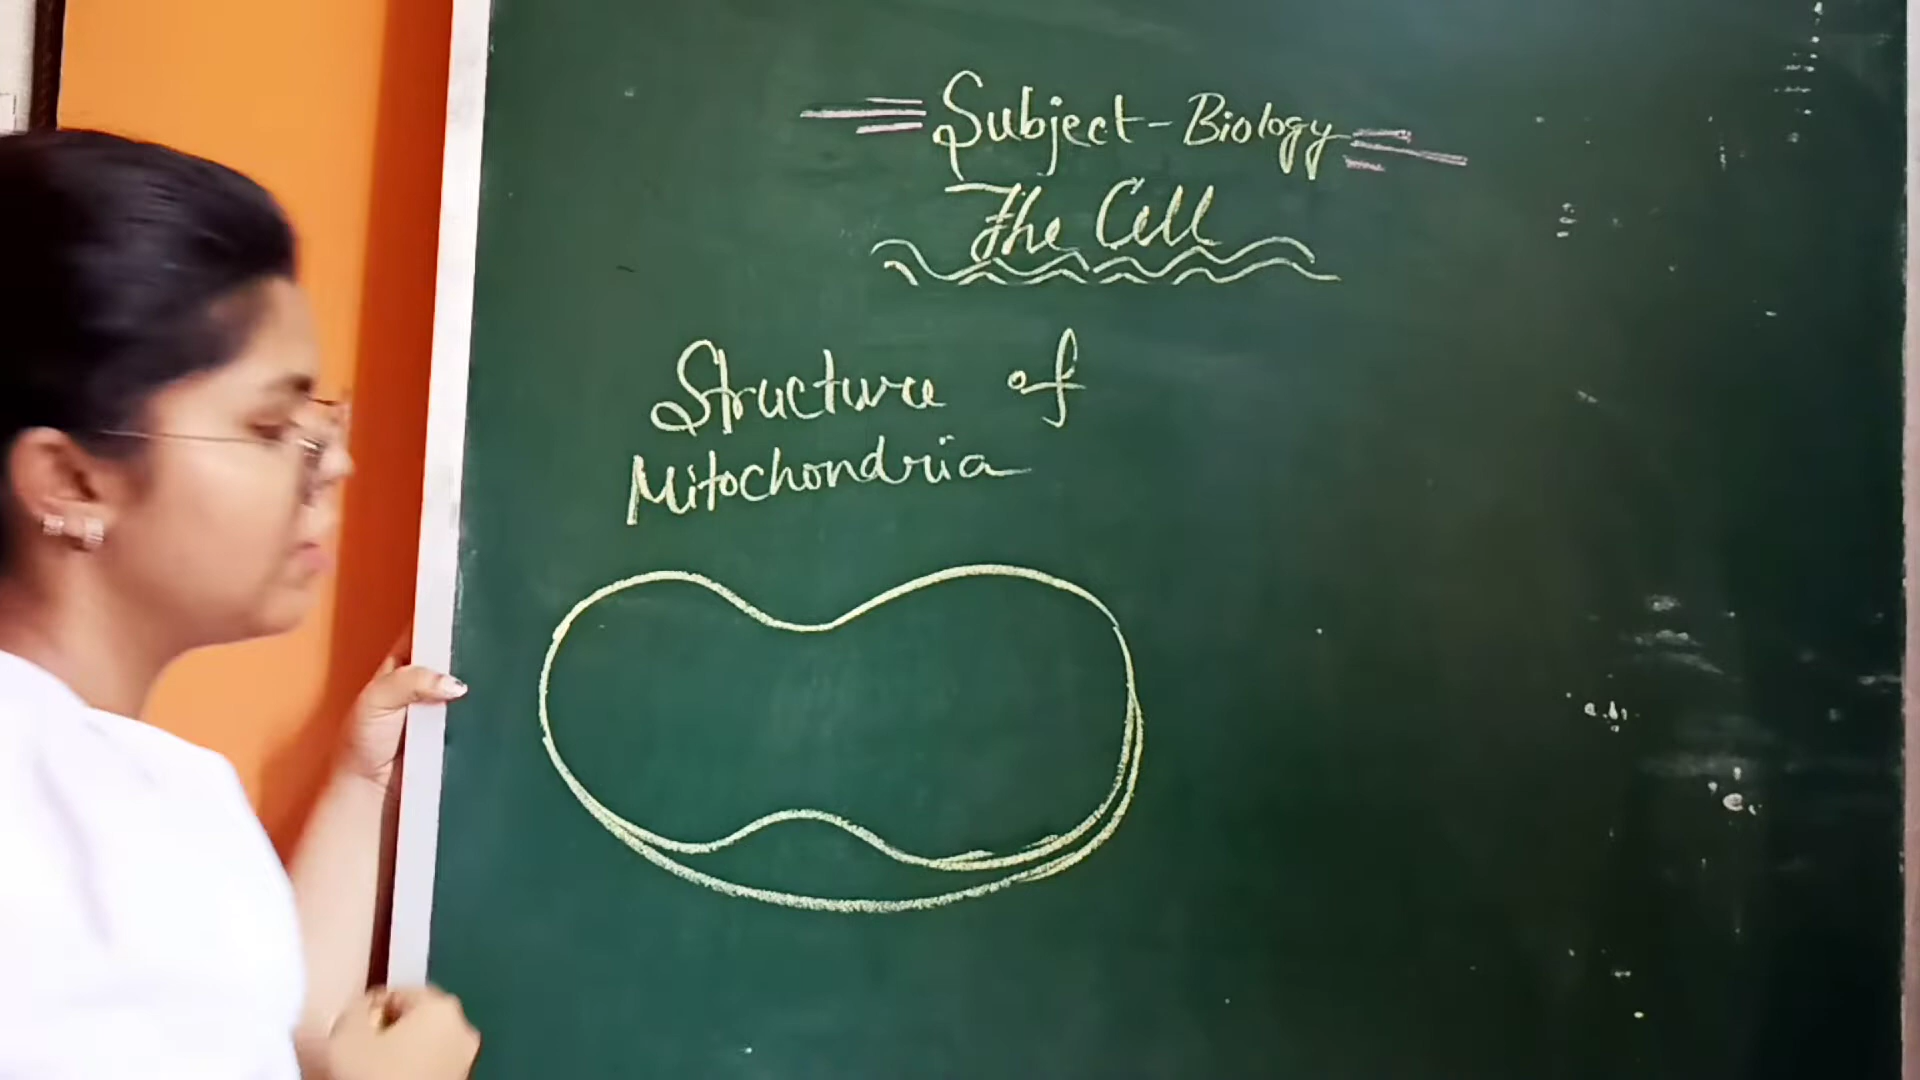 Subject - Biology
The Cell
Structure of
Mitochondria